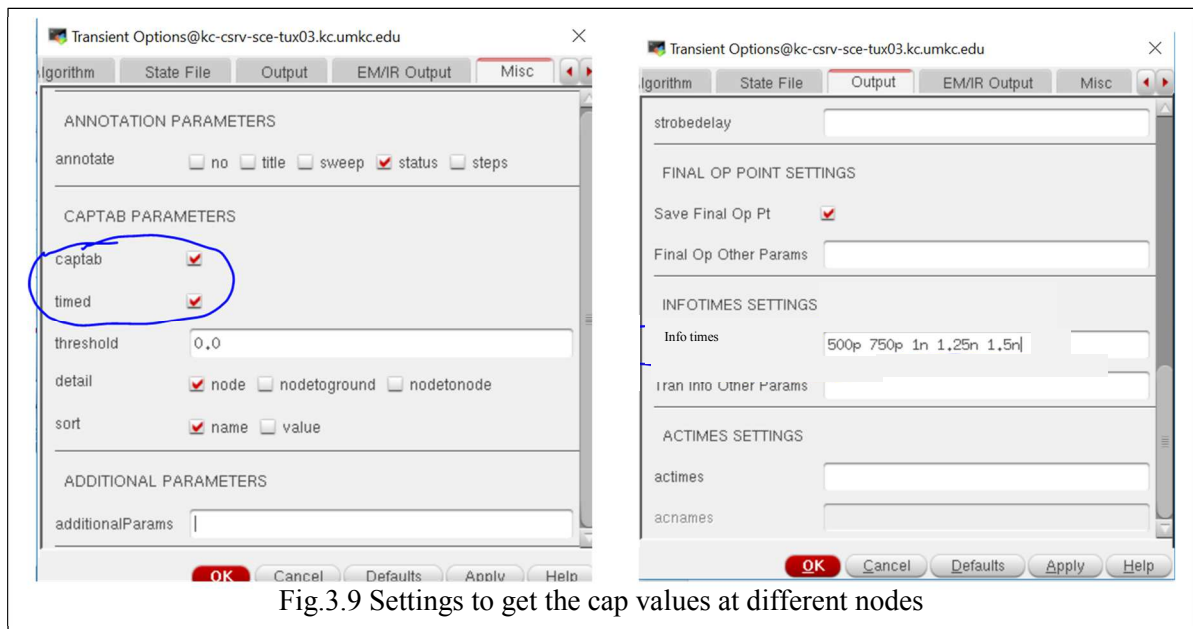 Transient Options@kc-csrv-sce-tux03.kc.umkc.edu
lgorithm State File Output EM/IR Output Misc
ANNOTATION PARAMETERS
annotate no title sweep status steps
CAPTAB PARAMETERS
captab
timed
threshold 0.0
detail node nodetoground nodetonode
sort name value
ADDITIONAL PARAMETERS
additionalParams
OK Cancel Defaults Apply Help
Transient Options@kc-csrv-sce-tux03.kc.umkc.edu
lgorithm State File Output EM/IR Output Misc
strobedelay
FINAL OP POINT SETTINGS
Save Final Op Pt
Final Op Other Params
INFOTIMES SETTINGS
Info times 500p 750p 1n 1.25n 1.5n
Tran Info Other Params
ACTIMES SETTINGS
actimes
acnames
OK Cancel Defaults Apply Help
Fig.3.9 Settings to get the cap values at different nodes